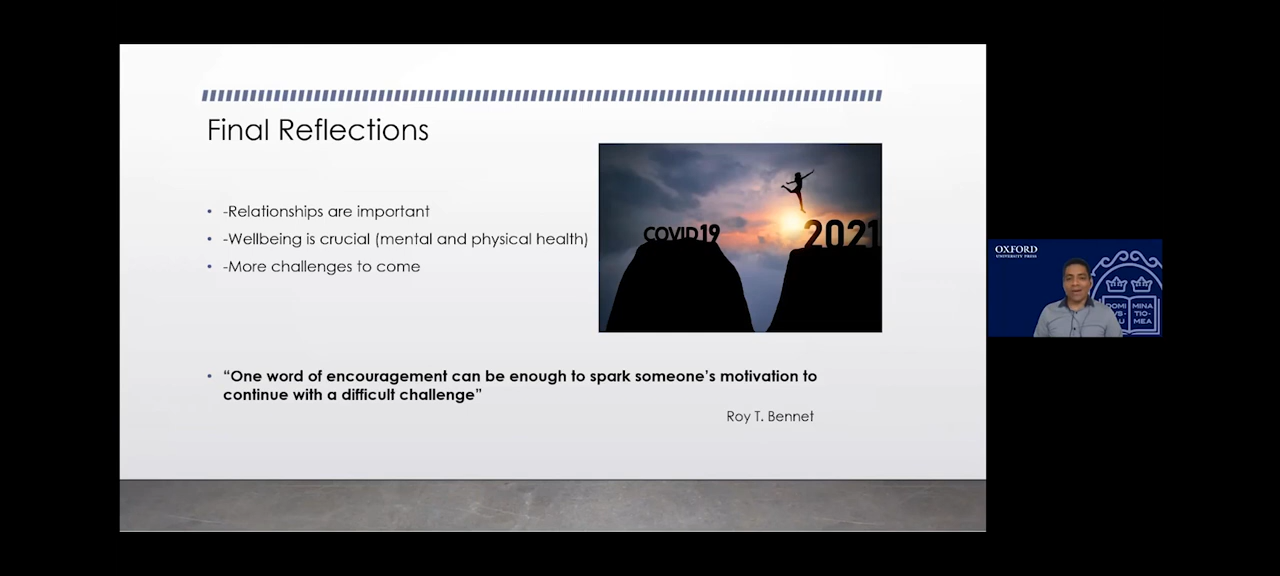 Final Reflections
• -Relationships are important
• -Wellbeing is crucial (mental and physical health)
• -More challenges to come
COVID19
2021
• “One word of encouragement can be enough to spark someone’s motivation to
continue with a difficult challenge”
Roy T. Bennet
OXFORD
UNIVERSITY PRESS
DOMI
MINA
TIO-
MEA